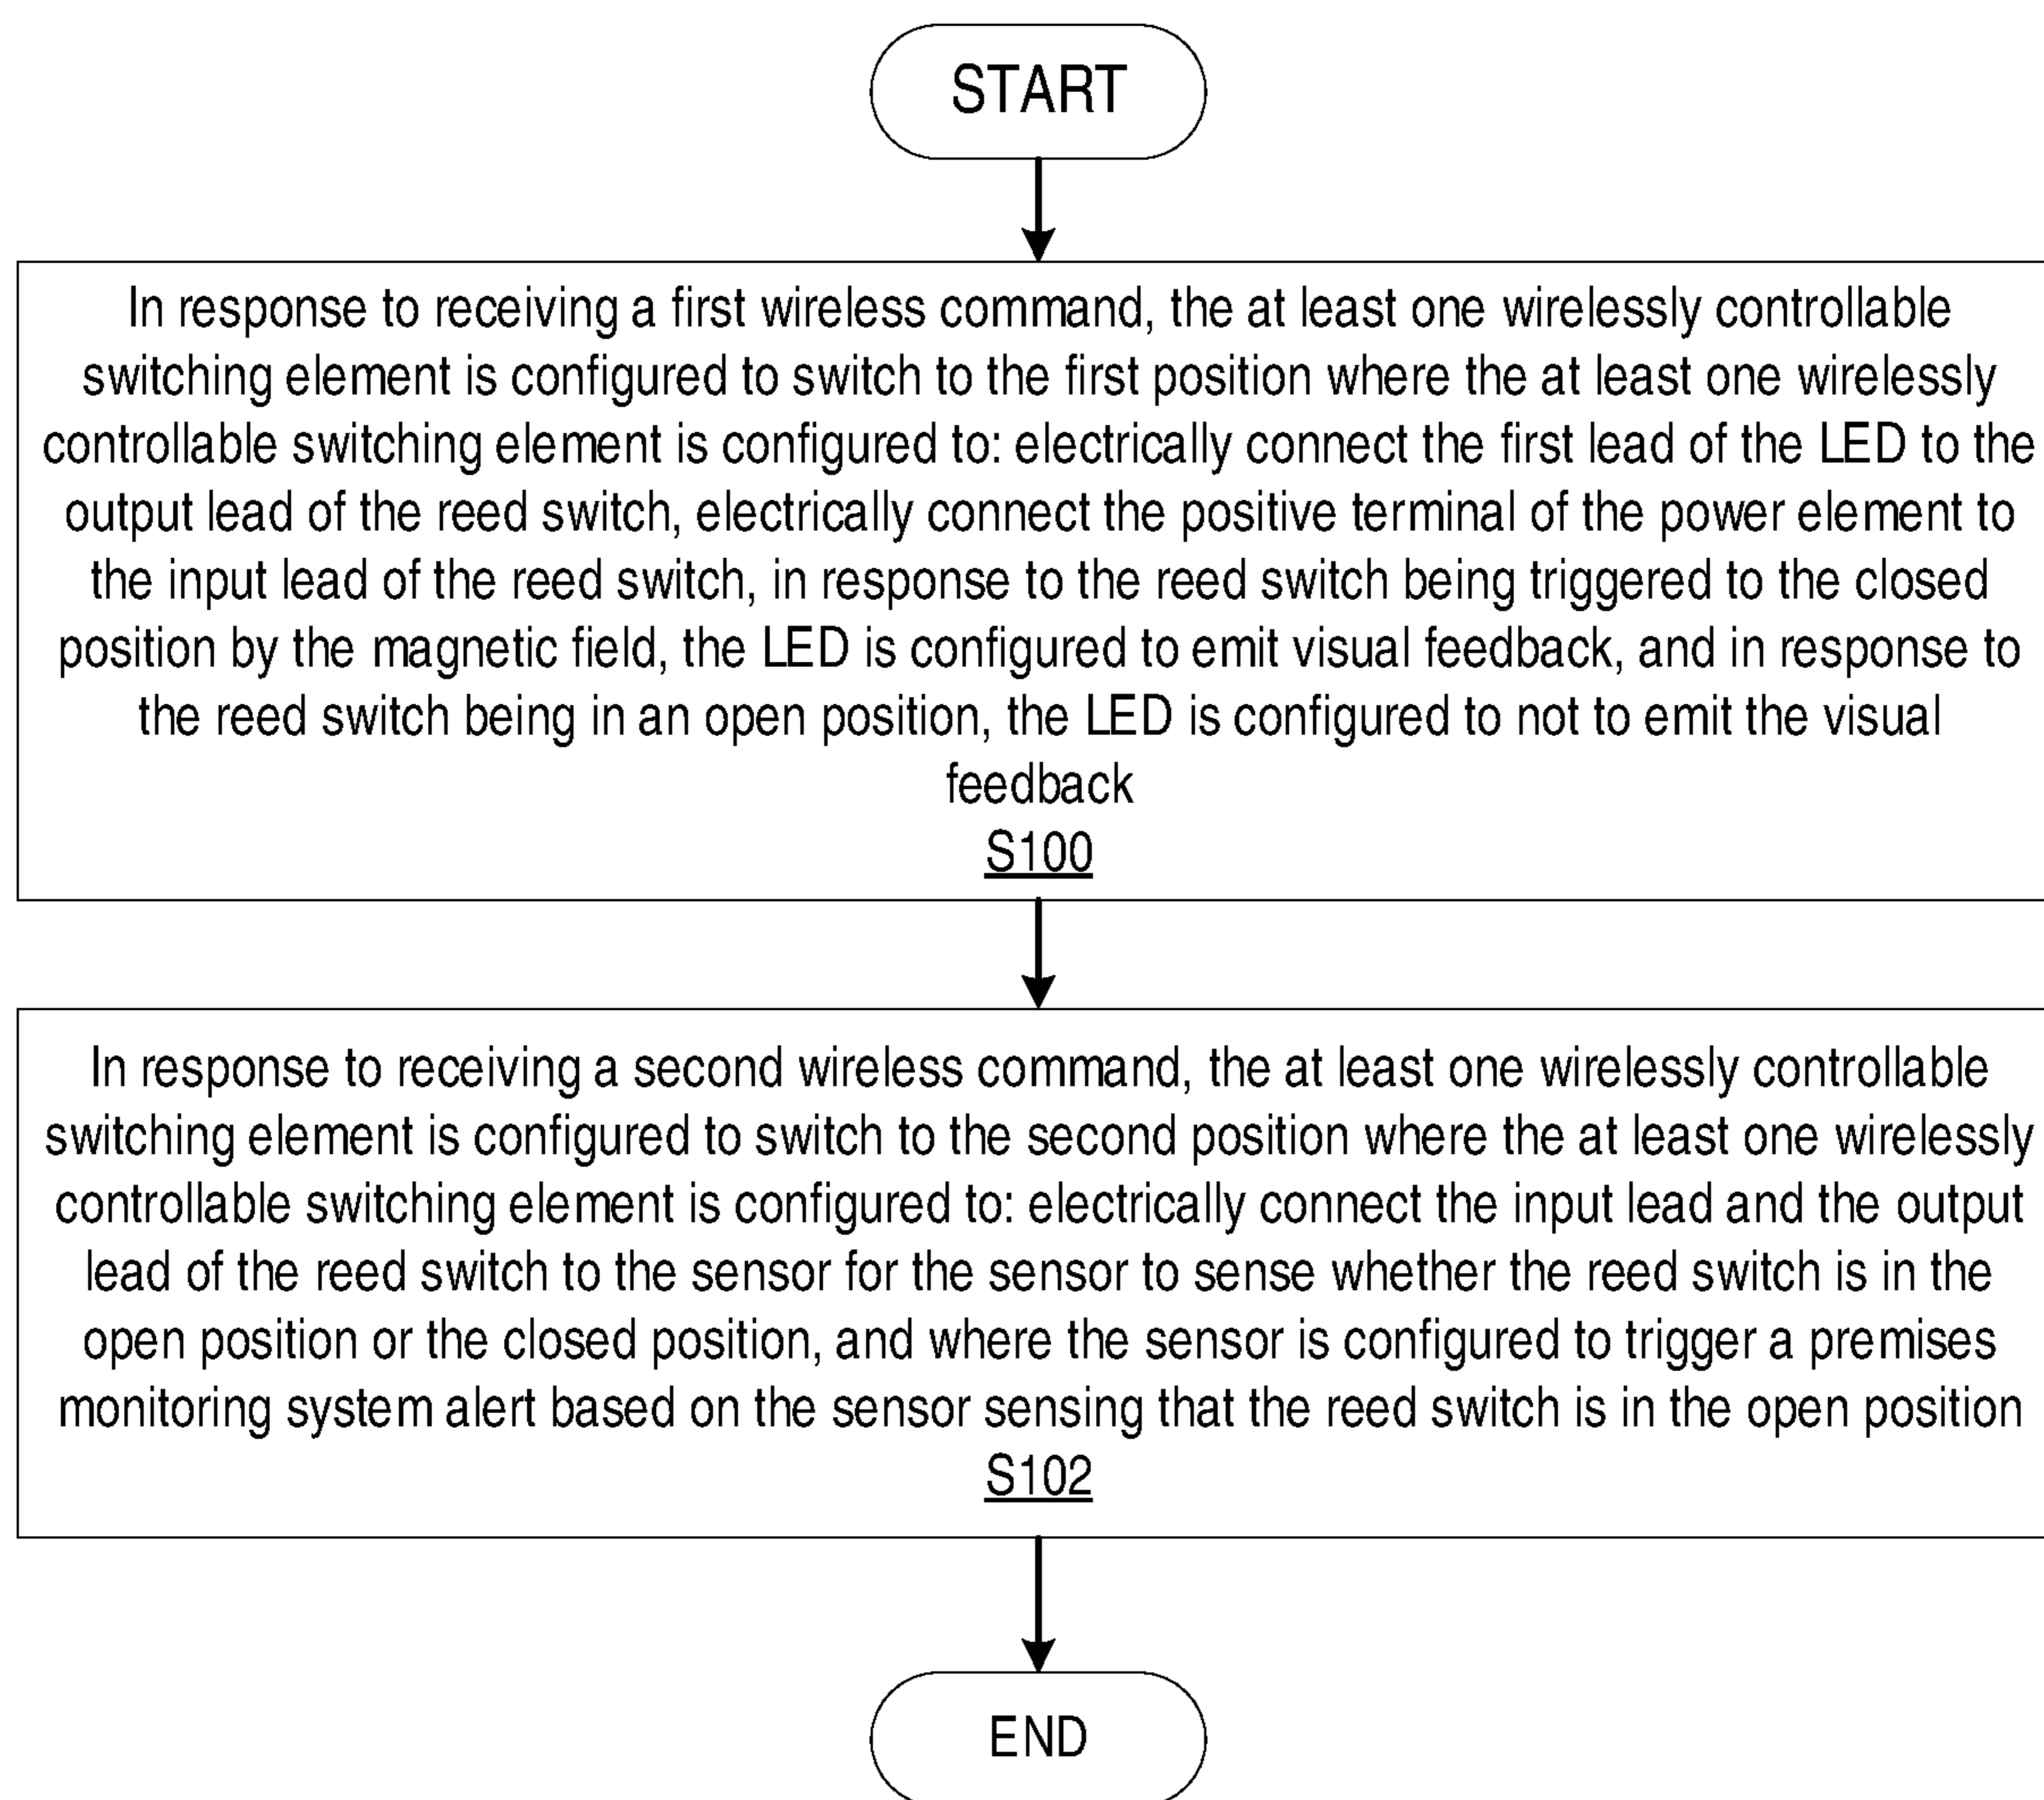 START
In response to receiving a first wireless command, the at least one wirelessly controllable
switching element is configured to switch to the first position where the at least one wirelessly
controllable switching element is configured to: electrically connect the first lead of the LED to the
output lead of the reed switch, electrically connect the positive terminal of the power element to
the input lead of the reed switch, in response to the reed switch being triggered to the closed
position by the magnetic field, the LED is configured to emit visual feedback, and in response to
the reed switch being in an open position, the LED is configured to not to emit the visual
feedback
S100
In response to receiving a second wireless command, the at least one wirelessly controllable
switching element is configured to switch to the second position where the at least one wirelessly
controllable switching element is configured to: electrically connect the input lead and the output
lead of the reed switch to the sensor for the sensor to sense whether the reed switch is in the
open position or the closed position, and where the sensor is configured to trigger a premises
monitoring system alert based on the sensor sensing that the reed switch is in the open position
S102
END